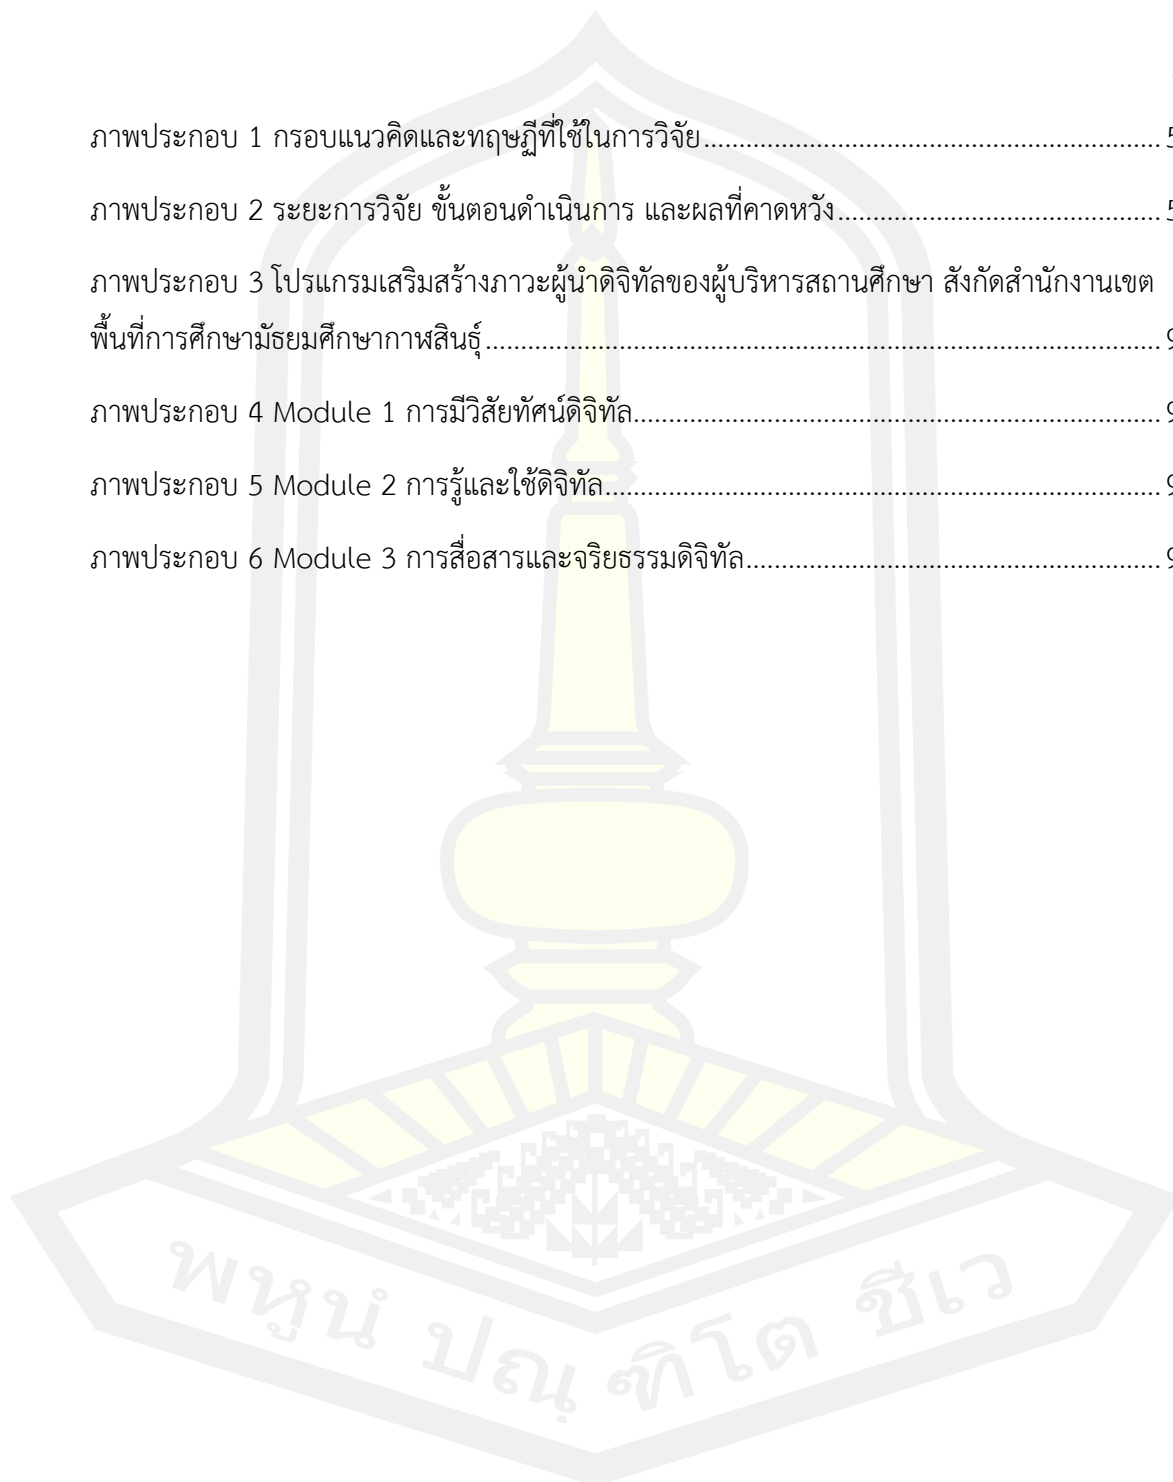 ภาพประกอบ 1 กรอบแนวคิดและทฤษฎีที่ใช้ในการวิจัย.......................................................................................... 5
ภาพประกอบ 2 ระยะการวิจัย ขั้นตอนดำเนินการ และผลที่คาดหวัง................................................................ 5
ภาพประกอบ 3 โปรแกรมเสริมสร้างภาวะผู้นำดิจิทัลของผู้บริหารสถานศึกษา สังกัดสำนักงานเขต
พื้นที่การศึกษามัธยมศึกษากาฬสินธุ์..................................................................................................................................... 9
ภาพประกอบ 4 Module 1 การมีวิสัยทัศน์ดิจิทัล........................................................................................................ 9
ภาพประกอบ 5 Module 2 การรู้และใช้ดิจิทัล.............................................................................................................. 9
ภาพประกอบ 6 Module 3 การสื่อสารและจริยธรรมดิจิทัล................................................................................... 9
พหูนํ ปณฺฑิโต ชีเว